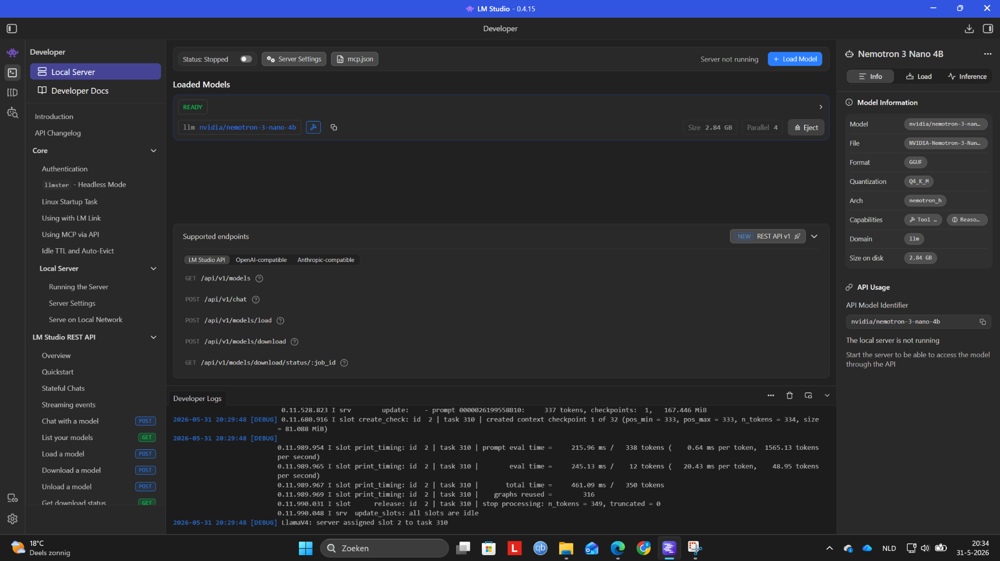 LM Studio - 0.4.15
Developer
Developer
Local Server
Developer Docs
Introduction
API Changelog
Core
Authentication
llmster - Headless Mode
Linux Startup Task
Using with LM Link
Using MCP via API
Idle TTL and Auto-Evict
Local Server
Running the Server
Server Settings
Serve on Local Network
LM Studio REST API
Overview
Quickstart
Stateful Chats
Streaming events
Chat with a model POST
List your models GET
Load a model POST
Download a model POST
Unload a model POST
Get download status GET
Status: Stopped Server Settings mcp.json Server not running + Load Model
Loaded Models
READY
llm nvidia/nemotron-3-nano-4b Size 2.84 GB Parallel 4 Eject
Supported endpoints NEW REST API v1
LM Studio API OpenAI-compatible Anthropic-compatible
GET /api/v1/models
POST /api/v1/chat
POST /api/v1/models/load
POST /api/v1/models/download
GET /api/v1/models/download/status/:job_id
Developer Logs
0.11.528.823 I srv update: - prompt 0000026199558B10: 337 tokens, checkpoints: 1, 167.446 MiB
2026-05-31 20:29:48 [DEBUG] 0.11.680.916 I slot create_check: id 2 | task 310 | created context checkpoint 1 of 32 (pos_min = 333, pos_max = 333, n_tokens = 334, size
= 81.088 MiB)
2026-05-31 20:29:48 [DEBUG]
0.11.989.954 I slot print_timing: id 2 | task 310 | prompt eval time = 215.96 ms / 338 tokens ( 0.64 ms per token, 1565.13 tokens
per second)
0.11.989.965 I slot print_timing: id 2 | task 310 | eval time = 245.13 ms / 12 tokens ( 20.43 ms per token, 48.95 tokens
per second)
0.11.989.967 I slot print_timing: id 2 | task 310 | total time = 461.09 ms / 350 tokens
0.11.989.969 I slot print_timing: id 2 | task 310 | graphs reused = 316
0.11.990.031 I slot release: id 2 | task 310 | stop processing: n_tokens = 349, truncated = 0
0.11.990.048 I srv update_slots: all slots are idle
2026-05-31 20:29:48 [DEBUG] LlamaV4: server assigned slot 2 to task 310
Nemotron 3 Nano 4B
Info Load Inference
Model Information
Model nvidia/nemotron-3-nan…
File NVIDIA-Nemotron-3-Nan…
Format GGUF
Quantization Q4_K_M
Arch nemotron_h
Capabilities Tool … Reaso…
Domain llm
Size on disk 2.84 GB
API Usage
API Model Identifier
nvidia/nemotron-3-nano-4b
The local server is not running
Start the server to be able to access the model
through the API
18°C
Deels zonnig
Zoeken
L
qb
B
NLD
20:34
31-5-2026